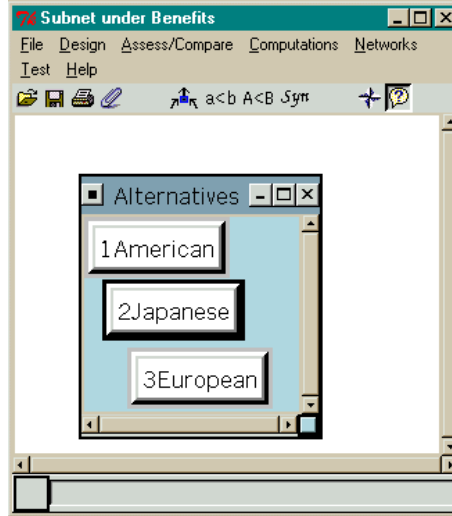 Subnet under Benefits
File Design Assess/Compare Computations Networks
Test Help
a<b A<B Syn ?
Alternatives
1American
2Japanese
3European